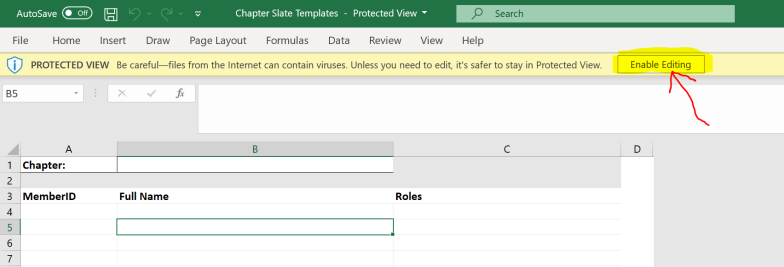 AutoSave Off Chapter Slate Templates - Protected View Search
File Home Insert Draw Page Layout Formulas Data Review View Help
PROTECTED VIEW Be careful—files from the Internet can contain viruses. Unless you need to edit, it's safer to stay in Protected View. Enable Editing
B5 fx
A B C D
1 Chapter:
2
3 MemberID Full Name Roles
4
5
6
7